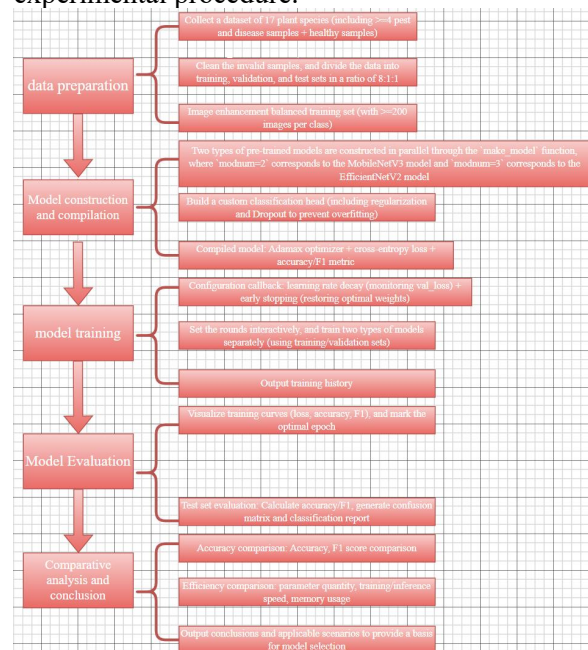 experimental procedure.
Collect a dataset of 17 plant species (including >=4 pest
and disease samples + healthy samples)
data preparation
Clean the invalid samples, and divide the data into
training, validation, and test sets in a ratio of 8:1:1
Image enhancement balanced training set (with >=200
images per class)
Model construction
and compilation
Two types of pre-trained models are constructed in parallel through the `make_model` function,
where `modnum=2` corresponds to the MobileNetV3 model and `modnum=3` corresponds to the
EfficientNetV2 model
Build a custom classification head (including regularization
and Dropout to prevent overfitting)
Compiled model: Adamax optimizer + cross-entropy loss +
accuracy/F1 metric
model training
Configuration callback: learning rate decay (monitoring val_loss) +
early stopping (restoring optimal weights)
Set the rounds interactively, and train two types of models
separately (using training/validation sets)
Output training history
Model Evaluation
Visualize training curves (loss, accuracy, F1), and mark the
optimal epoch
Test set evaluation: Calculate accuracy/F1, generate confusion
matrix and classification report
Comparative
analysis and
conclusion
Accuracy comparison: Accuracy, F1 score comparison
Efficiency comparison: parameter quantity, training/inference
speed, memory usage
Output conclusions and applicable scenarios to provide a basis
for model selection